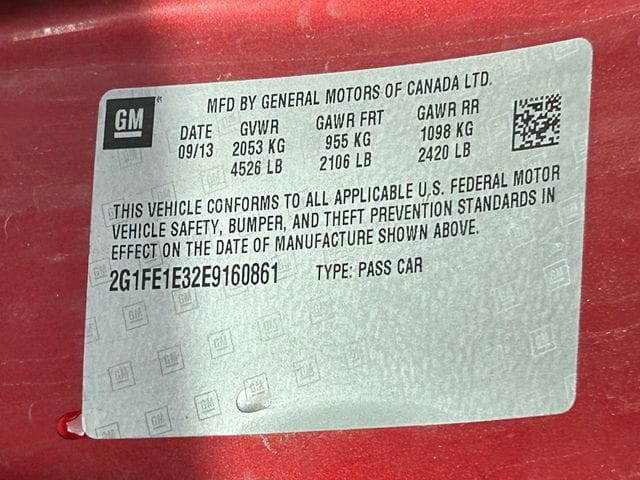 GM
MFD BY GENERAL MOTORS OF CANADA LTD.
DATE GVWR GAWR FRT GAWR RR
09/13 2053 KG 955 KG 1098 KG
4526 LB 2106 LB 2420 LB
THIS VEHICLE CONFORMS TO ALL APPLICABLE U.S. FEDERAL MOTOR
VEHICLE SAFETY, BUMPER, AND THEFT PREVENTION STANDARDS IN
EFFECT ON THE DATE OF MANUFACTURE SHOWN ABOVE.
2G1FE1E32E9160861 TYPE: PASS CAR